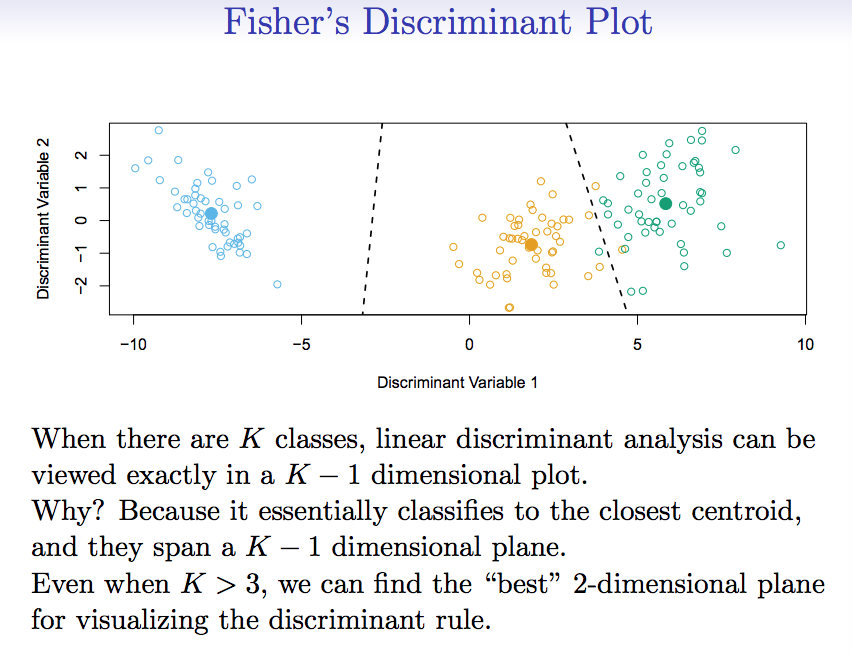 Fisher's Discriminant Plot
Discriminant Variable 2
2
1
0
−1
−2
−10
−5
0
5
10
Discriminant Variable 1
When there are K classes, linear discriminant analysis can be
viewed exactly in a K − 1 dimensional plot.
Why? Because it essentially classifies to the closest centroid,
and they span a K − 1 dimensional plane.
Even when K > 3, we can find the “best” 2-dimensional plane
for visualizing the discriminant rule.